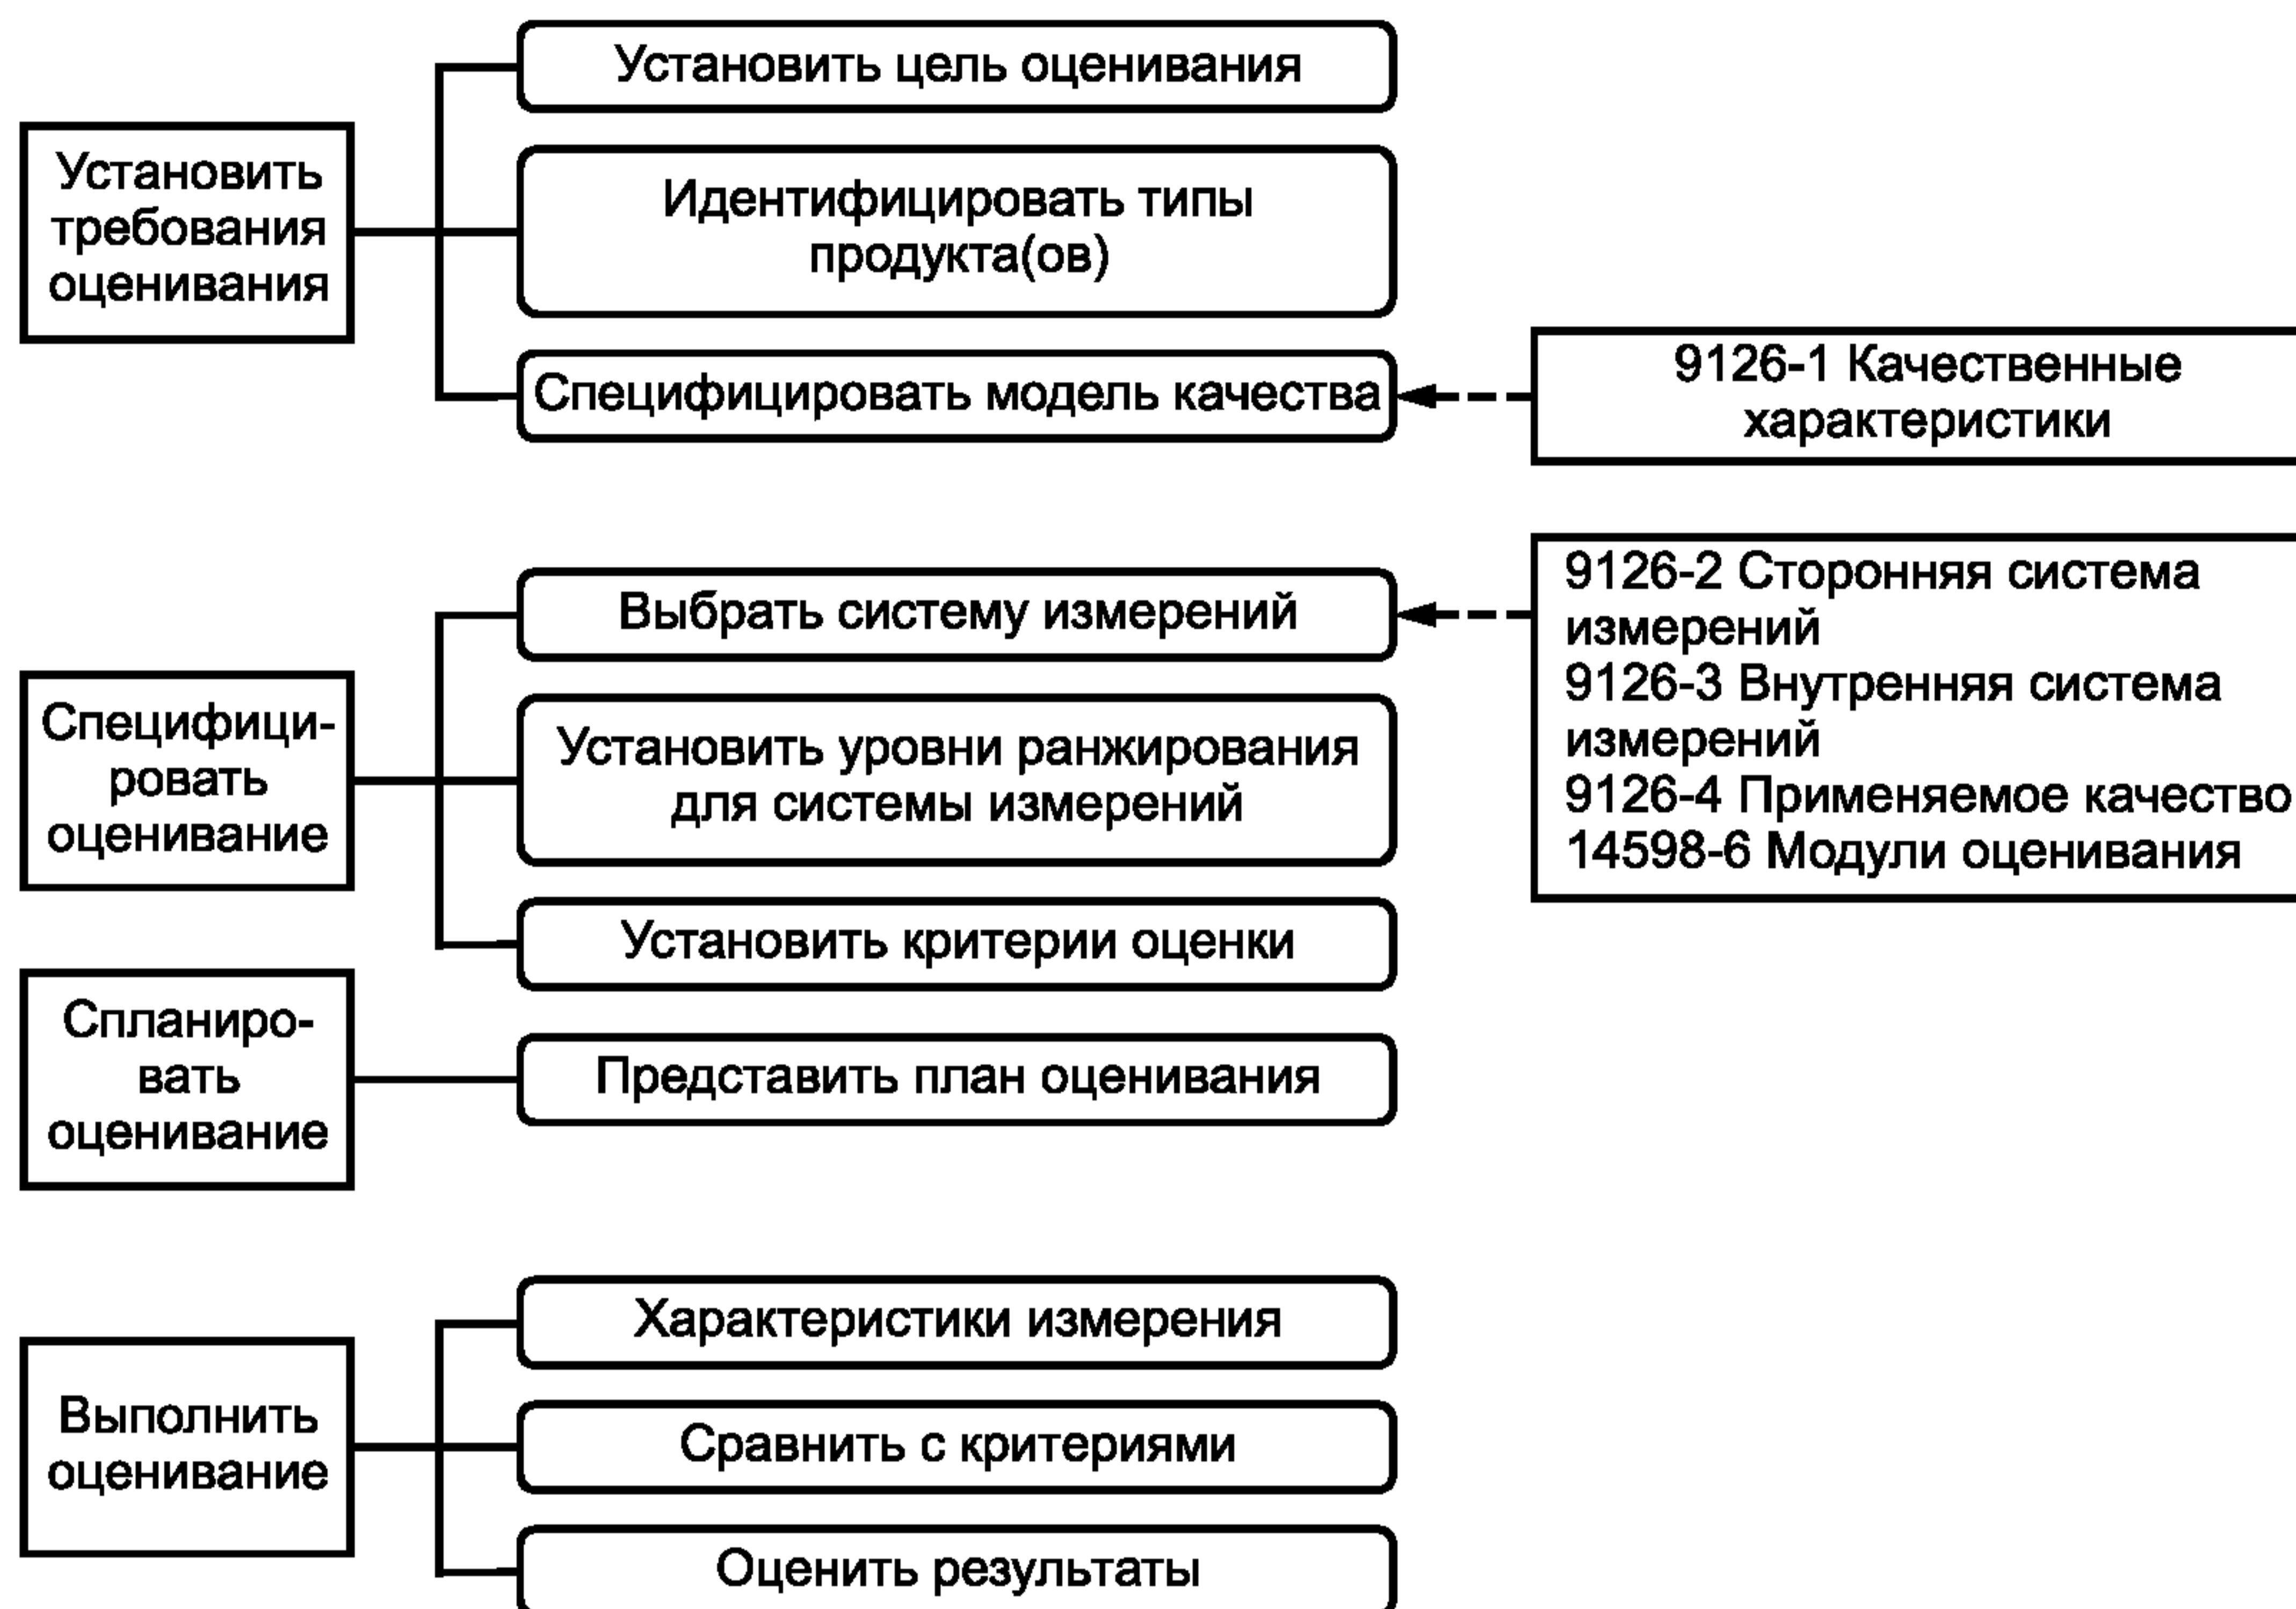 Установить цель оценивания
Установить
требования
оценивания
Идентифицировать типы
продукта(ов)
Специфицировать модель качества
9126-1 Качественные
характеристики
Выбрать систему измерений
9126-2 Сторонняя система
измерений
9126-3 Внутренняя система
измерений
9126-4 Применяемое качество
14598-6 Модули оценивания
Специфици-
ровать
оценивание
Установить уровни ранжирования
для системы измерений
Установить критерии оценки
Спланиро-
вать
оценивание
Представить план оценивания
Характеристики измерения
Выполнить
оценивание
Сравнить с критериями
Оценить результаты